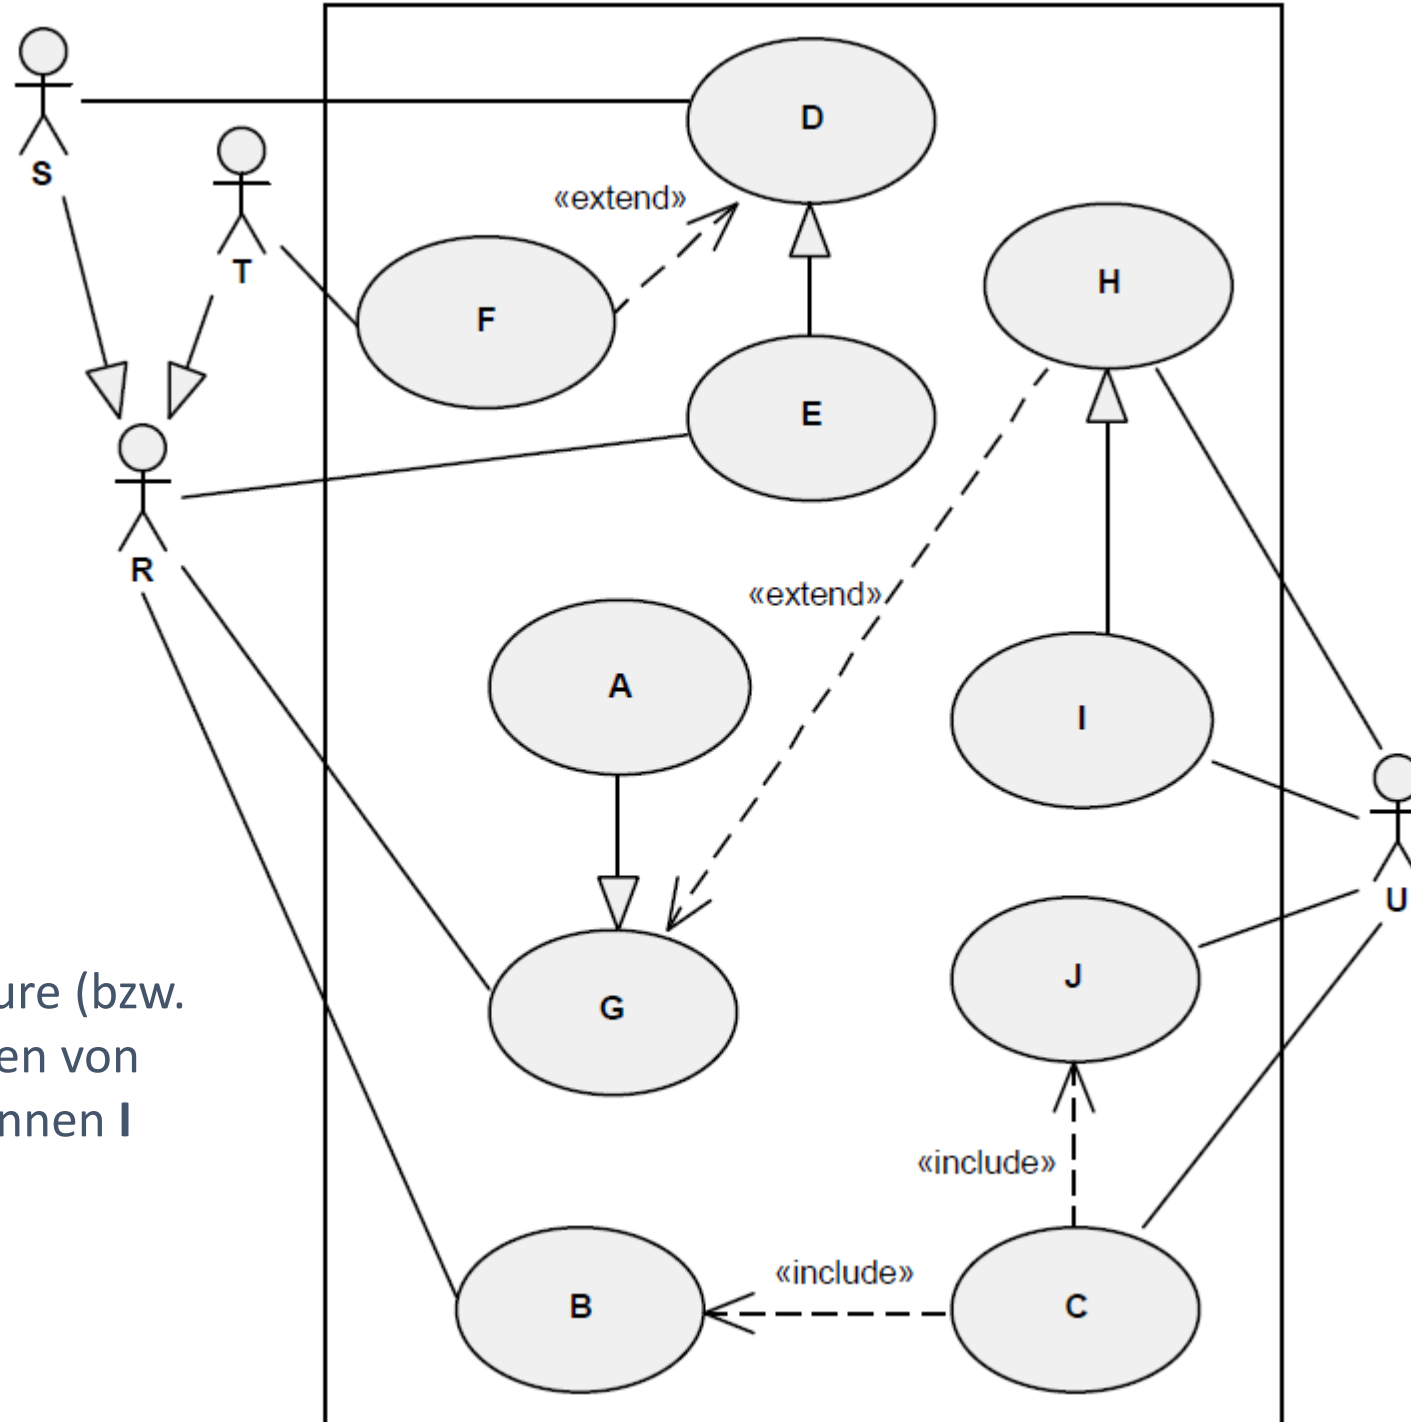 D
S
«extend»
T
H
F
E
R
«extend»
A
I
U
J
ure (bzw.
G
en von
nnen I
«include»
«include»
B
C